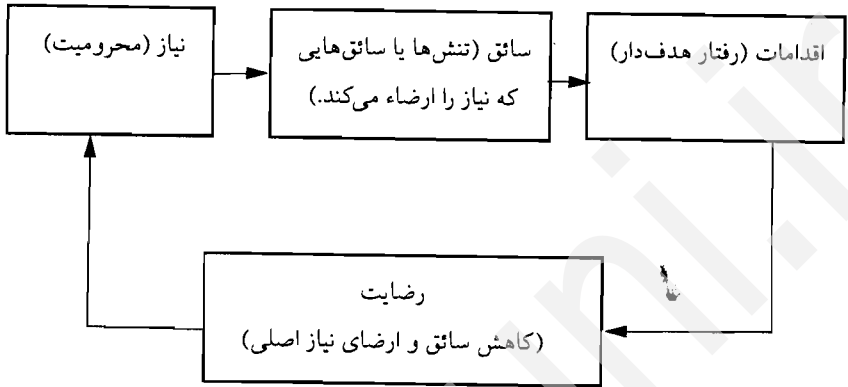 نیاز (محرومیت)
سائق (تنش‌ها یا سائق‌هایی
که نیاز را ارضاء می‌کند.)
اقدامات (رفتار هدف‌دار)
رضایت
(کاهش سائق و ارضای نیاز اصلی)